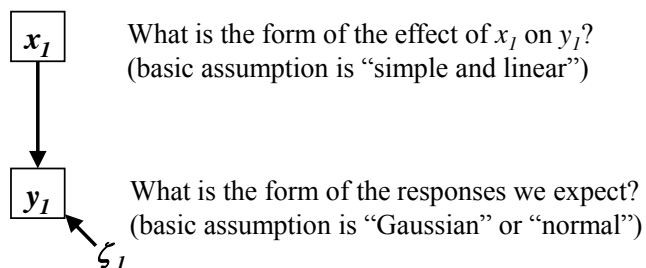 x1
What is the form of the effect of x1 on y1?
(basic assumption is “simple and linear”)
y1
What is the form of the responses we expect?
(basic assumption is “Gaussian” or “normal”)
ζ1